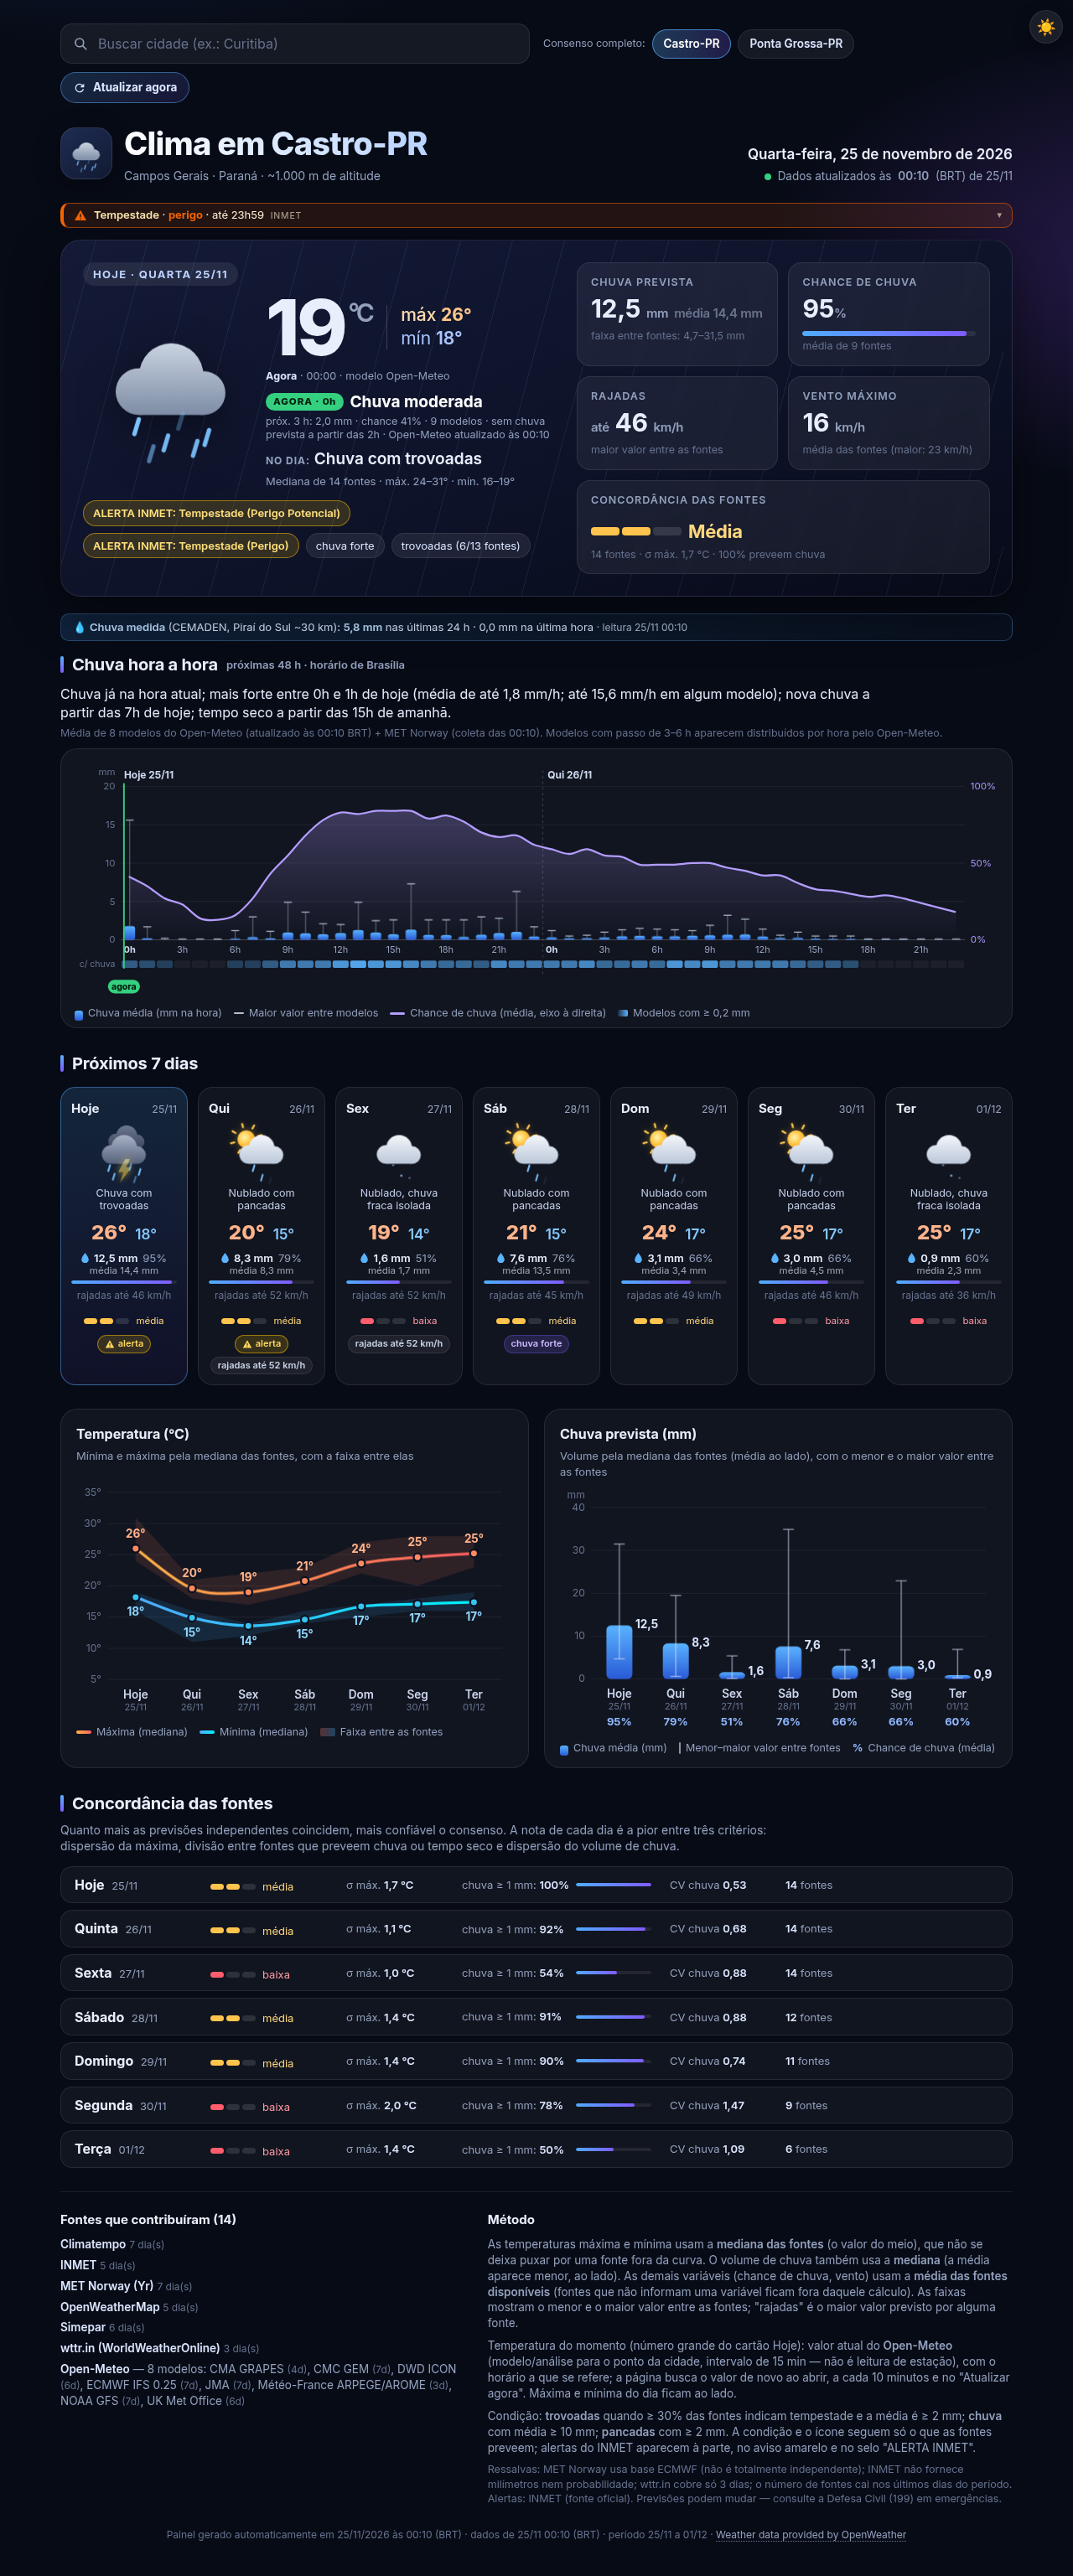 Buscar cidade (ex.: Curitiba)
Consenso completo: Castro-PR Ponta Grossa-PR
Atualizar agora
Clima em Castro-PR
Campos Gerais · Paraná · ~1.000 m de altitude
Quarta-feira, 25 de novembro de 2026
Dados atualizados às 00:10 (BRT) de 25/11
Tempestade · perigo · até 23h59 INMET
HOJE · QUARTA 25/11
19°C
máx 26°
mín 18°
Agora · 00:00 · modelo Open-Meteo
AGORA · 0h Chuva moderada
próx. 3 h: 2,0 mm · chance 41% · 9 modelos · sem chuva
prevista a partir das 2h · Open-Meteo atualizado às 00:10
NO DIA: Chuva com trovoadas
Mediana de 14 fontes · máx. 24–31° · mín. 16–19°
ALERTA INMET: Tempestade (Perigo Potencial)
ALERTA INMET: Tempestade (Perigo) chuva forte trovoadas (6/13 fontes)
CHUVA PREVISTA
12,5 mm média 14,4 mm
faixa entre fontes: 4,7–31,5 mm
CHANCE DE CHUVA
95%
média de 9 fontes
RAJADAS
até 46 km/h
maior valor entre as fontes
VENTO MÁXIMO
16 km/h
média das fontes (maior: 23 km/h)
CONCORDÂNCIA DAS FONTES
Média
14 fontes · σ máx. 1,7 °C · 100% preveem chuva
Chuva medida (CEMADEN, Piraí do Sul ~30 km): 5,8 mm nas últimas 24 h · 0,0 mm na última hora · leitura 25/11 00:10
Chuva hora a hora próximas 48 h · horário de Brasília
Chuva já na hora atual; mais forte entre 0h e 1h de hoje (média de até 1,8 mm/h; até 15,6 mm/h em algum modelo); nova chuva a
partir das 7h de hoje; tempo seco a partir das 15h de amanhã.
Média de 8 modelos do Open-Meteo (atualizado às 00:10 BRT) + MET Norway (coleta das 00:10). Modelos com passo de 3–6 h aparecem distribuídos por hora pelo Open-Meteo.
mm Hoje 25/11 Qui 26/11
20 100%
15
10 50%
5
0 0%
0h 3h 6h 9h 12h 15h 18h 21h 0h 3h 6h 9h 12h 15h 18h 21h
c/ chuva
agora
Chuva média (mm na hora) Maior valor entre modelos Chance de chuva (média, eixo à direita) Modelos com ≥ 0,2 mm
Próximos 7 dias
Hoje 25/11
Chuva com
trovoadas
26° 18°
12,5 mm 95%
média 14,4 mm
rajadas até 46 km/h
média
alerta
Qui 26/11
Nublado com
pancadas
20° 15°
8,3 mm 79%
média 8,3 mm
rajadas até 52 km/h
média
alerta
rajadas até 52 km/h
Sex 27/11
Nublado, chuva
fraca isolada
19° 14°
1,6 mm 51%
média 1,7 mm
rajadas até 52 km/h
baixa
rajadas até 52 km/h
Sáb 28/11
Nublado com
pancadas
21° 15°
7,6 mm 76%
média 13,5 mm
rajadas até 45 km/h
média
chuva forte
Dom 29/11
Nublado com
pancadas
24° 17°
3,1 mm 66%
média 3,4 mm
rajadas até 49 km/h
média
Seg 30/11
Nublado com
pancadas
25° 17°
3,0 mm 66%
média 4,5 mm
rajadas até 46 km/h
baixa
Ter 01/12
Nublado, chuva
fraca isolada
25° 17°
0,9 mm 60%
média 2,3 mm
rajadas até 36 km/h
baixa
Temperatura (°C)
Mínima e máxima pela mediana das fontes, com a faixa entre elas
35°
30°
25°
20°
15°
10°
5°
26° 20° 19° 21° 24° 25° 25°
18° 15° 14° 15° 17° 17° 17°
Hoje Qui Sex Sáb Dom Seg Ter
25/11 26/11 27/11 28/11 29/11 30/11 01/12
Máxima (mediana) Mínima (mediana) Faixa entre as fontes
Chuva prevista (mm)
Volume pela mediana das fontes (média ao lado), com o menor e o maior valor entre
as fontes
mm
40
30
20
10
0
12,5 8,3 1,6 7,6 3,1 3,0 0,9
Hoje Qui Sex Sáb Dom Seg Ter
25/11 26/11 27/11 28/11 29/11 30/11 01/12
95% 79% 51% 76% 66% 66% 60%
Chuva média (mm) Menor–maior valor entre fontes % Chance de chuva (média)
Concordância das fontes
Quanto mais as previsões independentes coincidem, mais confiável o consenso. A nota de cada dia é a pior entre três critérios:
dispersão da máxima, divisão entre fontes que preveem chuva ou tempo seco e dispersão do volume de chuva.
Hoje 25/11 média σ máx. 1,7 °C chuva ≥ 1 mm: 100% CV chuva 0,53 14 fontes
Quinta 26/11 média σ máx. 1,1 °C chuva ≥ 1 mm: 92% CV chuva 0,68 14 fontes
Sexta 27/11 baixa σ máx. 1,0 °C chuva ≥ 1 mm: 54% CV chuva 0,88 14 fontes
Sábado 28/11 média σ máx. 1,4 °C chuva ≥ 1 mm: 91% CV chuva 0,88 12 fontes
Domingo 29/11 média σ máx. 1,4 °C chuva ≥ 1 mm: 90% CV chuva 0,74 11 fontes
Segunda 30/11 baixa σ máx. 2,0 °C chuva ≥ 1 mm: 78% CV chuva 1,47 9 fontes
Terça 01/12 baixa σ máx. 1,4 °C chuva ≥ 1 mm: 50% CV chuva 1,09 6 fontes
Fontes que contribuíram (14)
Climatempo 7 dia(s)
INMET 5 dia(s)
MET Norway (Yr) 7 dia(s)
OpenWeatherMap 5 dia(s)
Simepar 6 dia(s)
wttr.in (WorldWeatherOnline) 3 dia(s)
Open-Meteo — 8 modelos: CMA GRAPES (4d), CMC GEM (7d), DWD ICON
(6d), ECMWF IFS 0.25 (7d), JMA (7d), Météo-France ARPEGE/AROME (3d),
NOAA GFS (7d), UK Met Office (6d)
Método
As temperaturas máxima e mínima usam a mediana das fontes (o valor do meio), que não se
deixa puxar por uma fonte fora da curva. O volume de chuva também usa a mediana (a média
aparece menor, ao lado). As demais variáveis (chance de chuva, vento) usam a média das fontes
disponíveis (fontes que não informam uma variável ficam fora daquele cálculo). As faixas
mostram o menor e o maior valor entre as fontes; "rajadas" é o maior valor previsto por alguma
fonte.
Temperatura do momento (número grande do cartão Hoje): valor atual do Open-Meteo
(modelo/análise para o ponto da cidade, intervalo de 15 min — não é leitura de estação), com o
horário a que se refere; a página busca o valor de novo ao abrir, a cada 10 minutos e no "Atualizar
agora". Máxima e mínima do dia ficam ao lado.
Condição: trovoadas quando ≥ 30% das fontes indicam tempestade e a média é ≥ 2 mm; chuva
com média ≥ 10 mm; pancadas com ≥ 2 mm. A condição e o ícone seguem só o que as fontes
preveem; alertas do INMET aparecem à parte, no aviso amarelo e no selo "ALERTA INMET".
Ressalvas: MET Norway usa base ECMWF (não é totalmente independente); INMET não fornece
milímetros nem probabilidade; wttr.in cobre só 3 dias; o número de fontes cai nos últimos dias do período.
Alertas: INMET (fonte oficial). Previsões podem mudar — consulte a Defesa Civil (199) em emergências.
Painel gerado automaticamente em 25/11/2026 às 00:10 (BRT) · dados de 25/11 00:10 (BRT) · período 25/11 a 01/12 · Weather data provided by OpenWeather